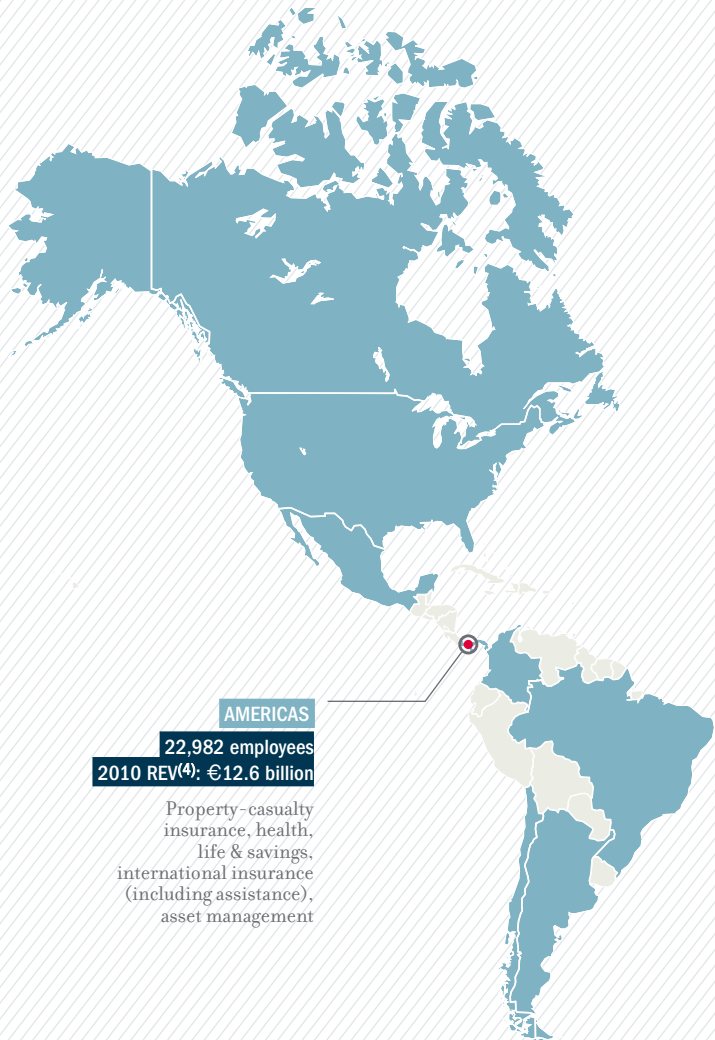 AMERICAS
22,982 employees
2010 REV(4): €12.6 billion
Property-casualty
insurance, health,
life & savings,
international insurance
(including assistance),
asset management